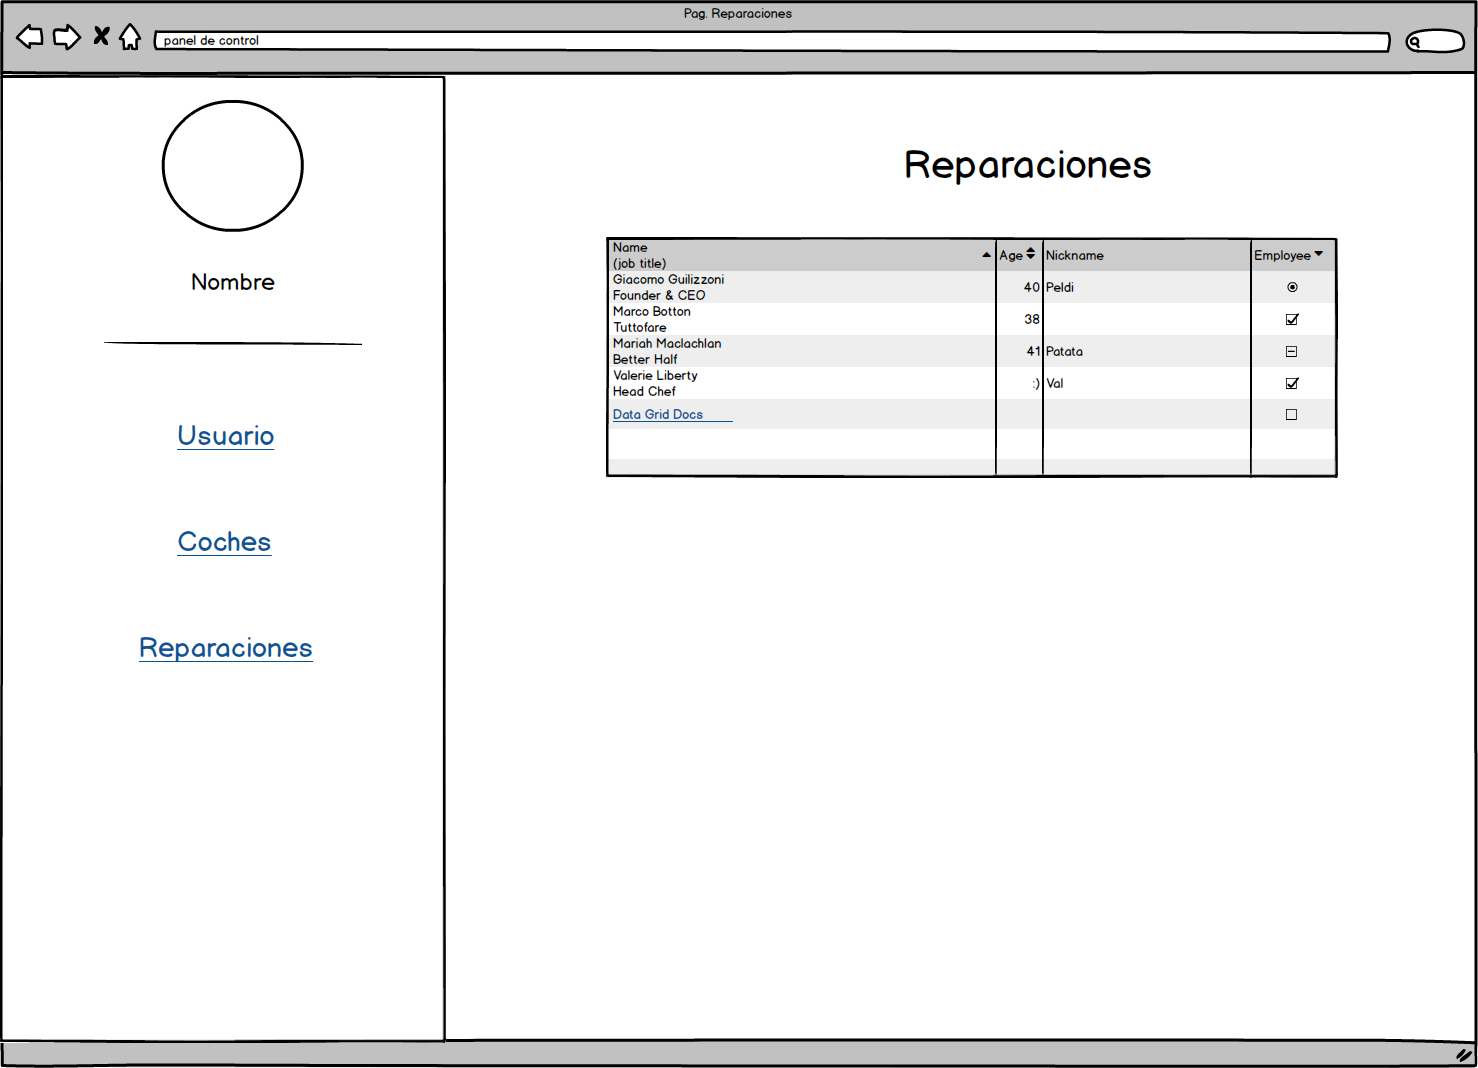 Pag. Reparaciones
panel de control
Nombre
Usuario
Coches
Reparaciones
Reparaciones
Name
(job title) Age Nickname Employee
Giacomo Guilizzoni
Founder & CEO 40 Peldi
Marco Botton
Tuttofare 38
Mariah Maclachlan
Better Half 41 Patata
Valerie Liberty
Head Chef :) Val
Data Grid Docs